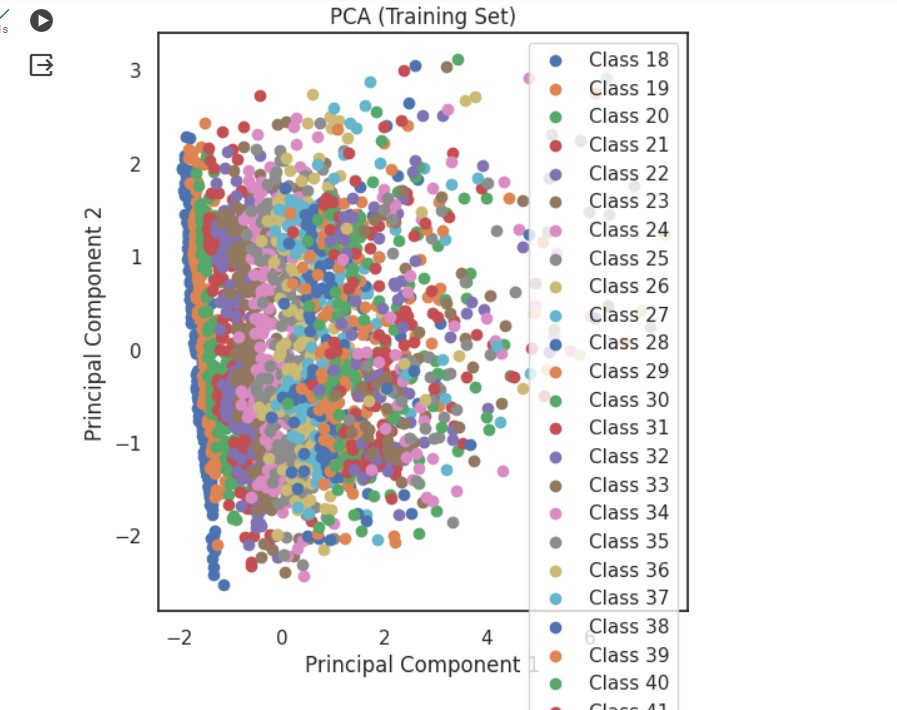 PCA (Training Set)
3
2
1
0
−1
−2
Principal Component 2
−2
0
2
4
6
Principal Component 1
Class 18
Class 19
Class 20
Class 21
Class 22
Class 23
Class 24
Class 25
Class 26
Class 27
Class 28
Class 29
Class 30
Class 31
Class 32
Class 33
Class 34
Class 35
Class 36
Class 37
Class 38
Class 39
Class 40
Class 41